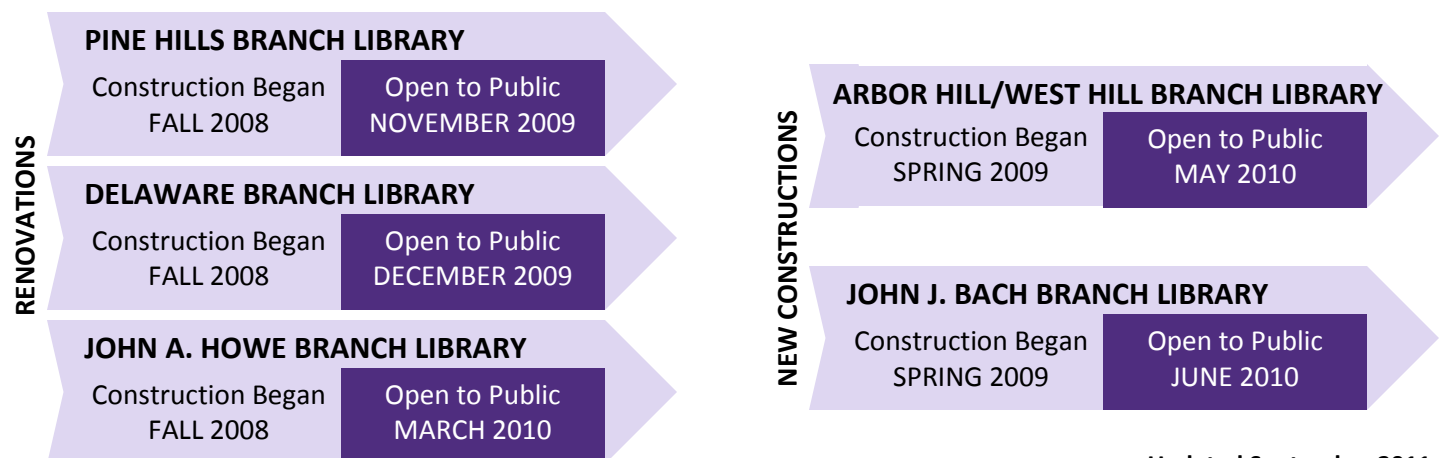 RENOVATIONS
PINE HILLS BRANCH LIBRARY
Construction Began
FALL 2008
Open to Public
NOVEMBER 2009
DELAWARE BRANCH LIBRARY
Construction Began
FALL 2008
Open to Public
DECEMBER 2009
JOHN A. HOWE BRANCH LIBRARY
Construction Began
FALL 2008
Open to Public
MARCH 2010
NEW CONSTRUCTIONS
ARBOR HILL/WEST HILL BRANCH LIBRARY
Construction Began
SPRING 2009
Open to Public
MAY 2010
JOHN J. BACH BRANCH LIBRARY
Construction Began
SPRING 2009
Open to Public
JUNE 2010